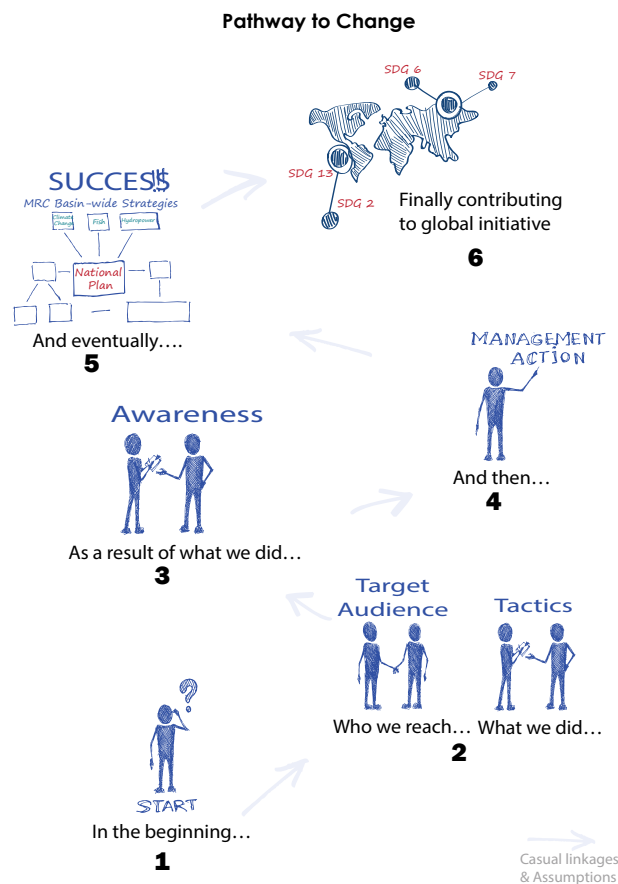 Pathway to Change
SDG 6
SDG 7
SDG 13
SDG 2
Finally contributing
to global initiative
6
SUCCESS!!
MRC Basin-wide Strategies
Climate
Change
Fish
Hydropower
National
Plan
And eventually....
5
MANAGEMENT
ACTION
And then...
4
Awareness
As a result of what we did...
3
Target
Audience
Tactics
Who we reach... What we did...
2
?
START
In the beginning...
1
Casual linkages
& Assumptions